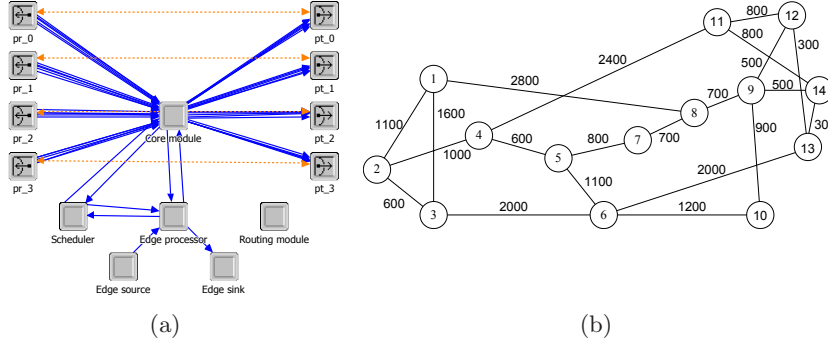 pr_0
pt_0
pr_1
pt_1
pr_2
pt_2
Core module
pr_3
pt_3
Scheduler
Edge processor
Routing module
Edge source
Edge sink
(a)
11
800
12
2400
800
300
1
2800
500
9
500
14
700
1600
8
30
1100
4
600
800
7
700
900
13
2
1000
5
2000
600
1100
3
2000
6
1200
10
(b)